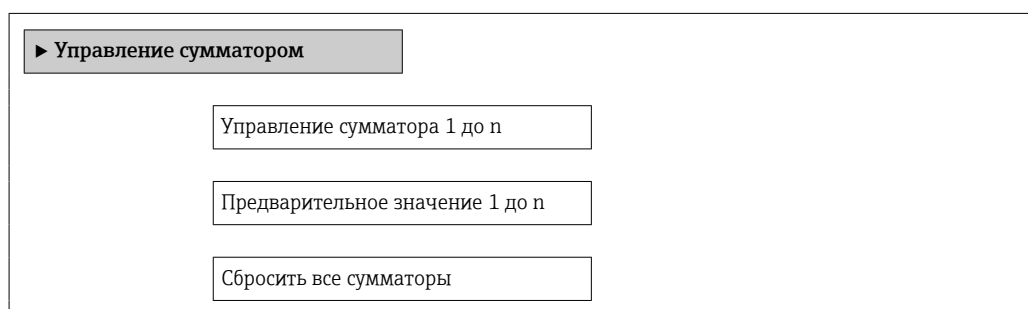 ▶ Управление сумматором
Управление сумматора 1 до n
Предварительное значение 1 до n
Сбросить все сумматоры